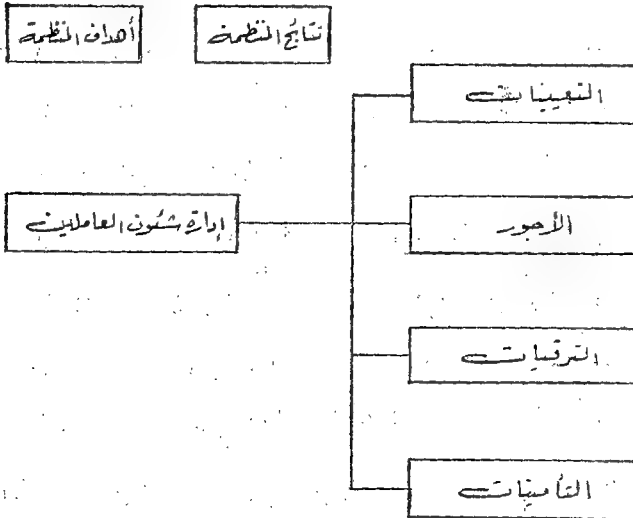 نتائج المنظمة
أهداف المنظمة
التعيينات
إدارة شئون العاملين
الأجور
الترقيات
التأمينات